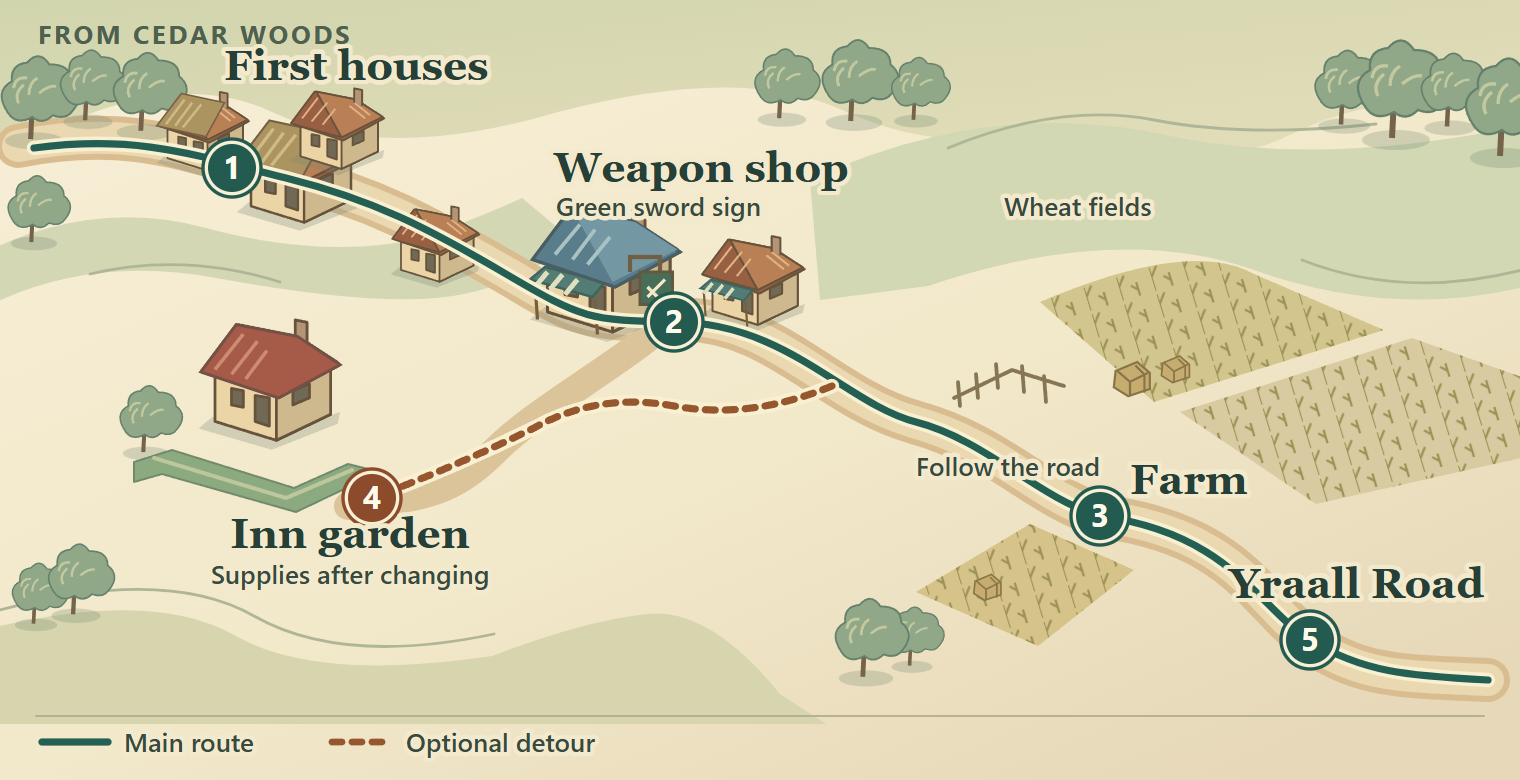 FROM CEDAR WOODS
First houses
1
Weapon shop
Green sword sign
2
Wheat fields
Follow the road
Farm
3
4
Inn garden
Supplies after changing
Yraall Road
5
Main route
Optional detour